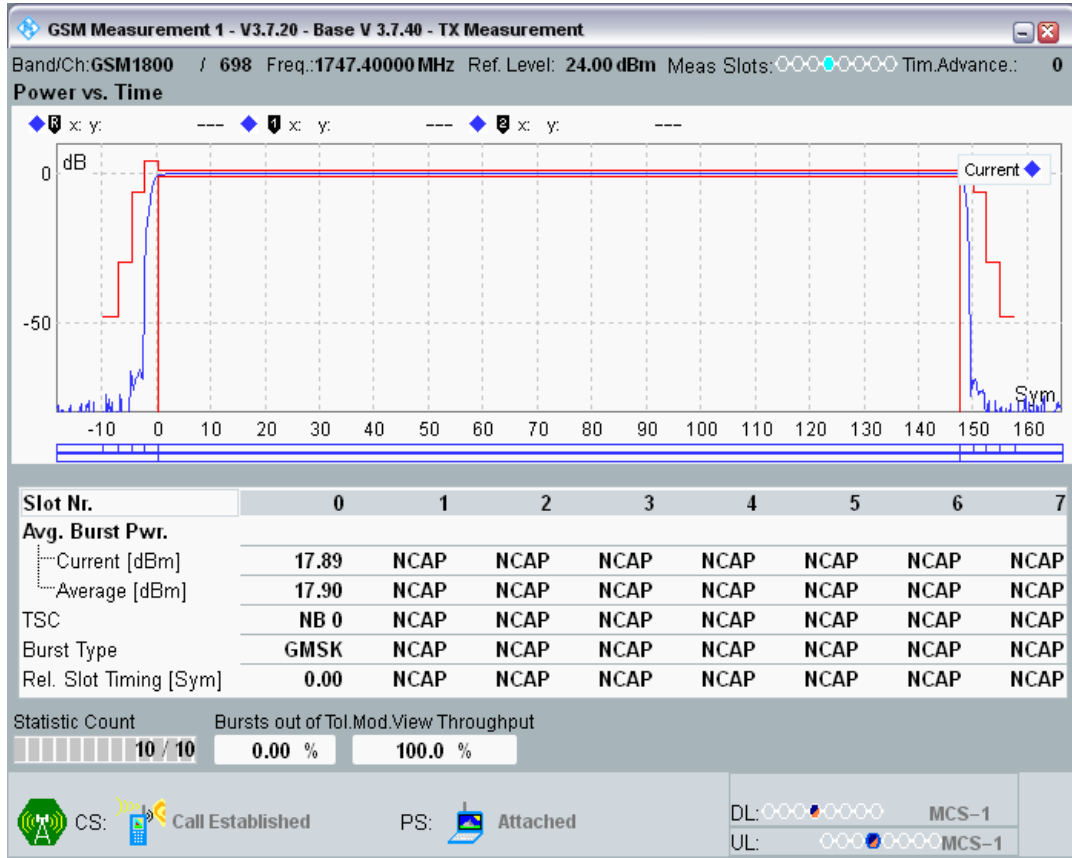 GSM Measurement 1 - V3.7.20 - Base V 3.7.40 - TX Measurement
Band/Ch:GSM1800 / 698 Freq.:1747.40000 MHz Ref. Level: 24.00 dBm Meas Slots: Tim.Advance.: 0
Power vs. Time
R x: y: --- 1 x: y: --- 2 x: y: ---
dB
Current
0
-50
Sym
-10 0 10 20 30 40 50 60 70 80 90 100 110 120 130 140 150 160
Slot Nr. 0 1 2 3 4 5 6 7
Avg. Burst Pwr.
Current [dBm] 17.89 NCAP NCAP NCAP NCAP NCAP NCAP NCAP
Average [dBm] 17.90 NCAP NCAP NCAP NCAP NCAP NCAP NCAP
TSC NB 0 NCAP NCAP NCAP NCAP NCAP NCAP NCAP
Burst Type GMSK NCAP NCAP NCAP NCAP NCAP NCAP NCAP
Rel. Slot Timing [Sym] 0.00 NCAP NCAP NCAP NCAP NCAP NCAP NCAP
Statistic Count Bursts out of Tol. Mod.View Throughput
10 / 10 0.00 % 100.0 %
CS: Call Established PS: Attached
DL: MCS-1
UL: MCS-1